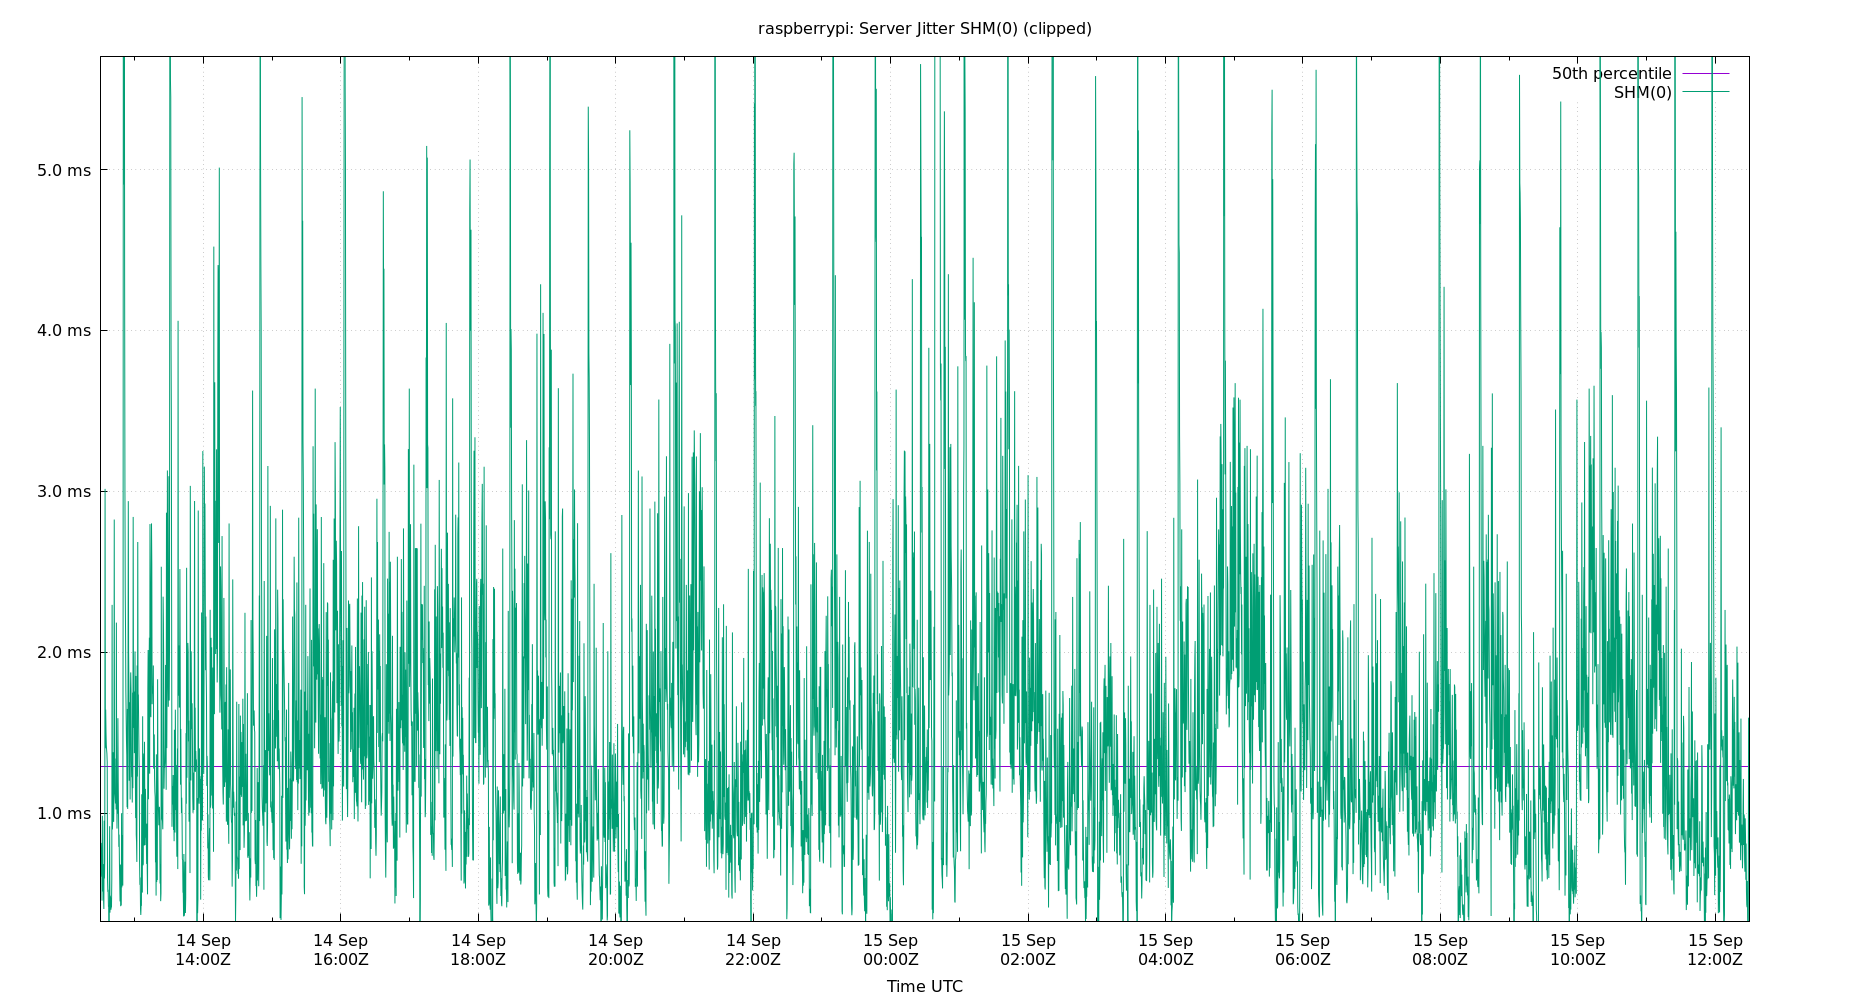 raspberrypi: Server Jitter SHM(0) (clipped)
50th percentile
SHM(0)
5.0 ms
4.0 ms
3.0 ms
2.0 ms
1.0 ms
14 Sep 14 Sep 14 Sep 14 Sep 14 Sep 15 Sep 15 Sep 15 Sep 15 Sep 15 Sep 15 Sep 15 Sep
14:00Z 16:00Z 18:00Z 20:00Z 22:00Z 00:00Z 02:00Z 04:00Z 06:00Z 08:00Z 10:00Z 12:00Z
Time UTC